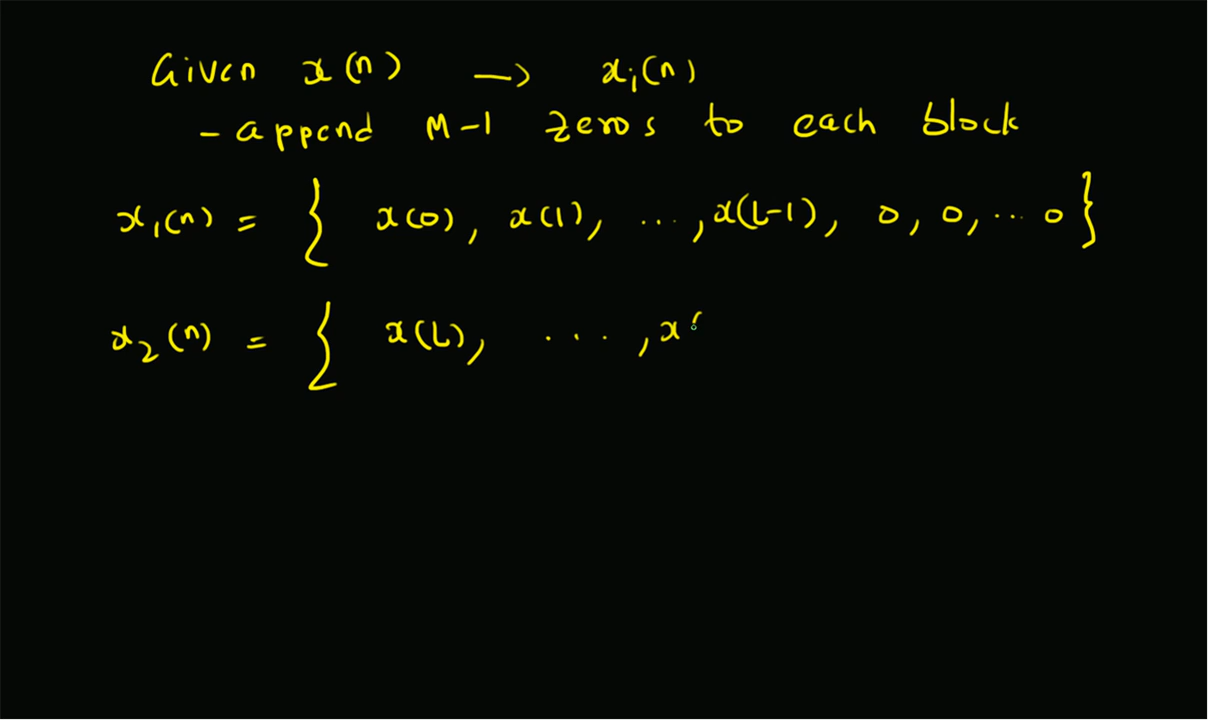 Given x(n) → xᵢ(n)
- append M-1 zeros to each block
x₁(n) = { x(0), x(1), ..., x(L-1), 0, 0, ... 0 }
x₂(n) = { x(L), ... , x(